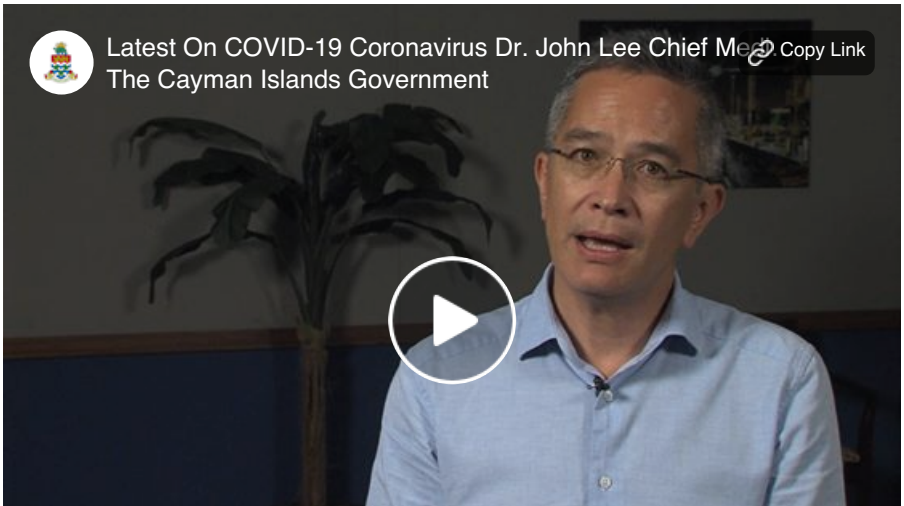 Latest On COVID-19 Coronavirus Dr. John Lee Chief
Copy Link
The Cayman Islands Government